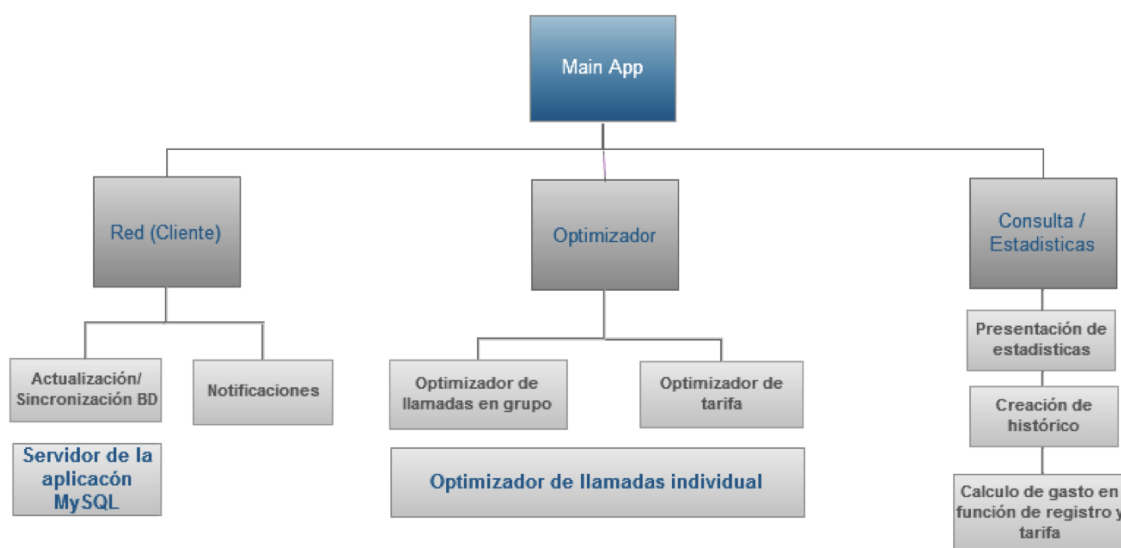 Main App
Red (Cliente)
Optimizador
Consulta /
Estadisticas
Actualización/
Sincronización BD
Notificaciones
Optimizador de
llamadas en grupo
Optimizador de
tarifa
Presentación de
estadisticas
Creación de
histórico
Servidor de la
aplicacón
MySQL
Optimizador de llamadas individual
Calculo de gasto en
función de registro y
tarifa